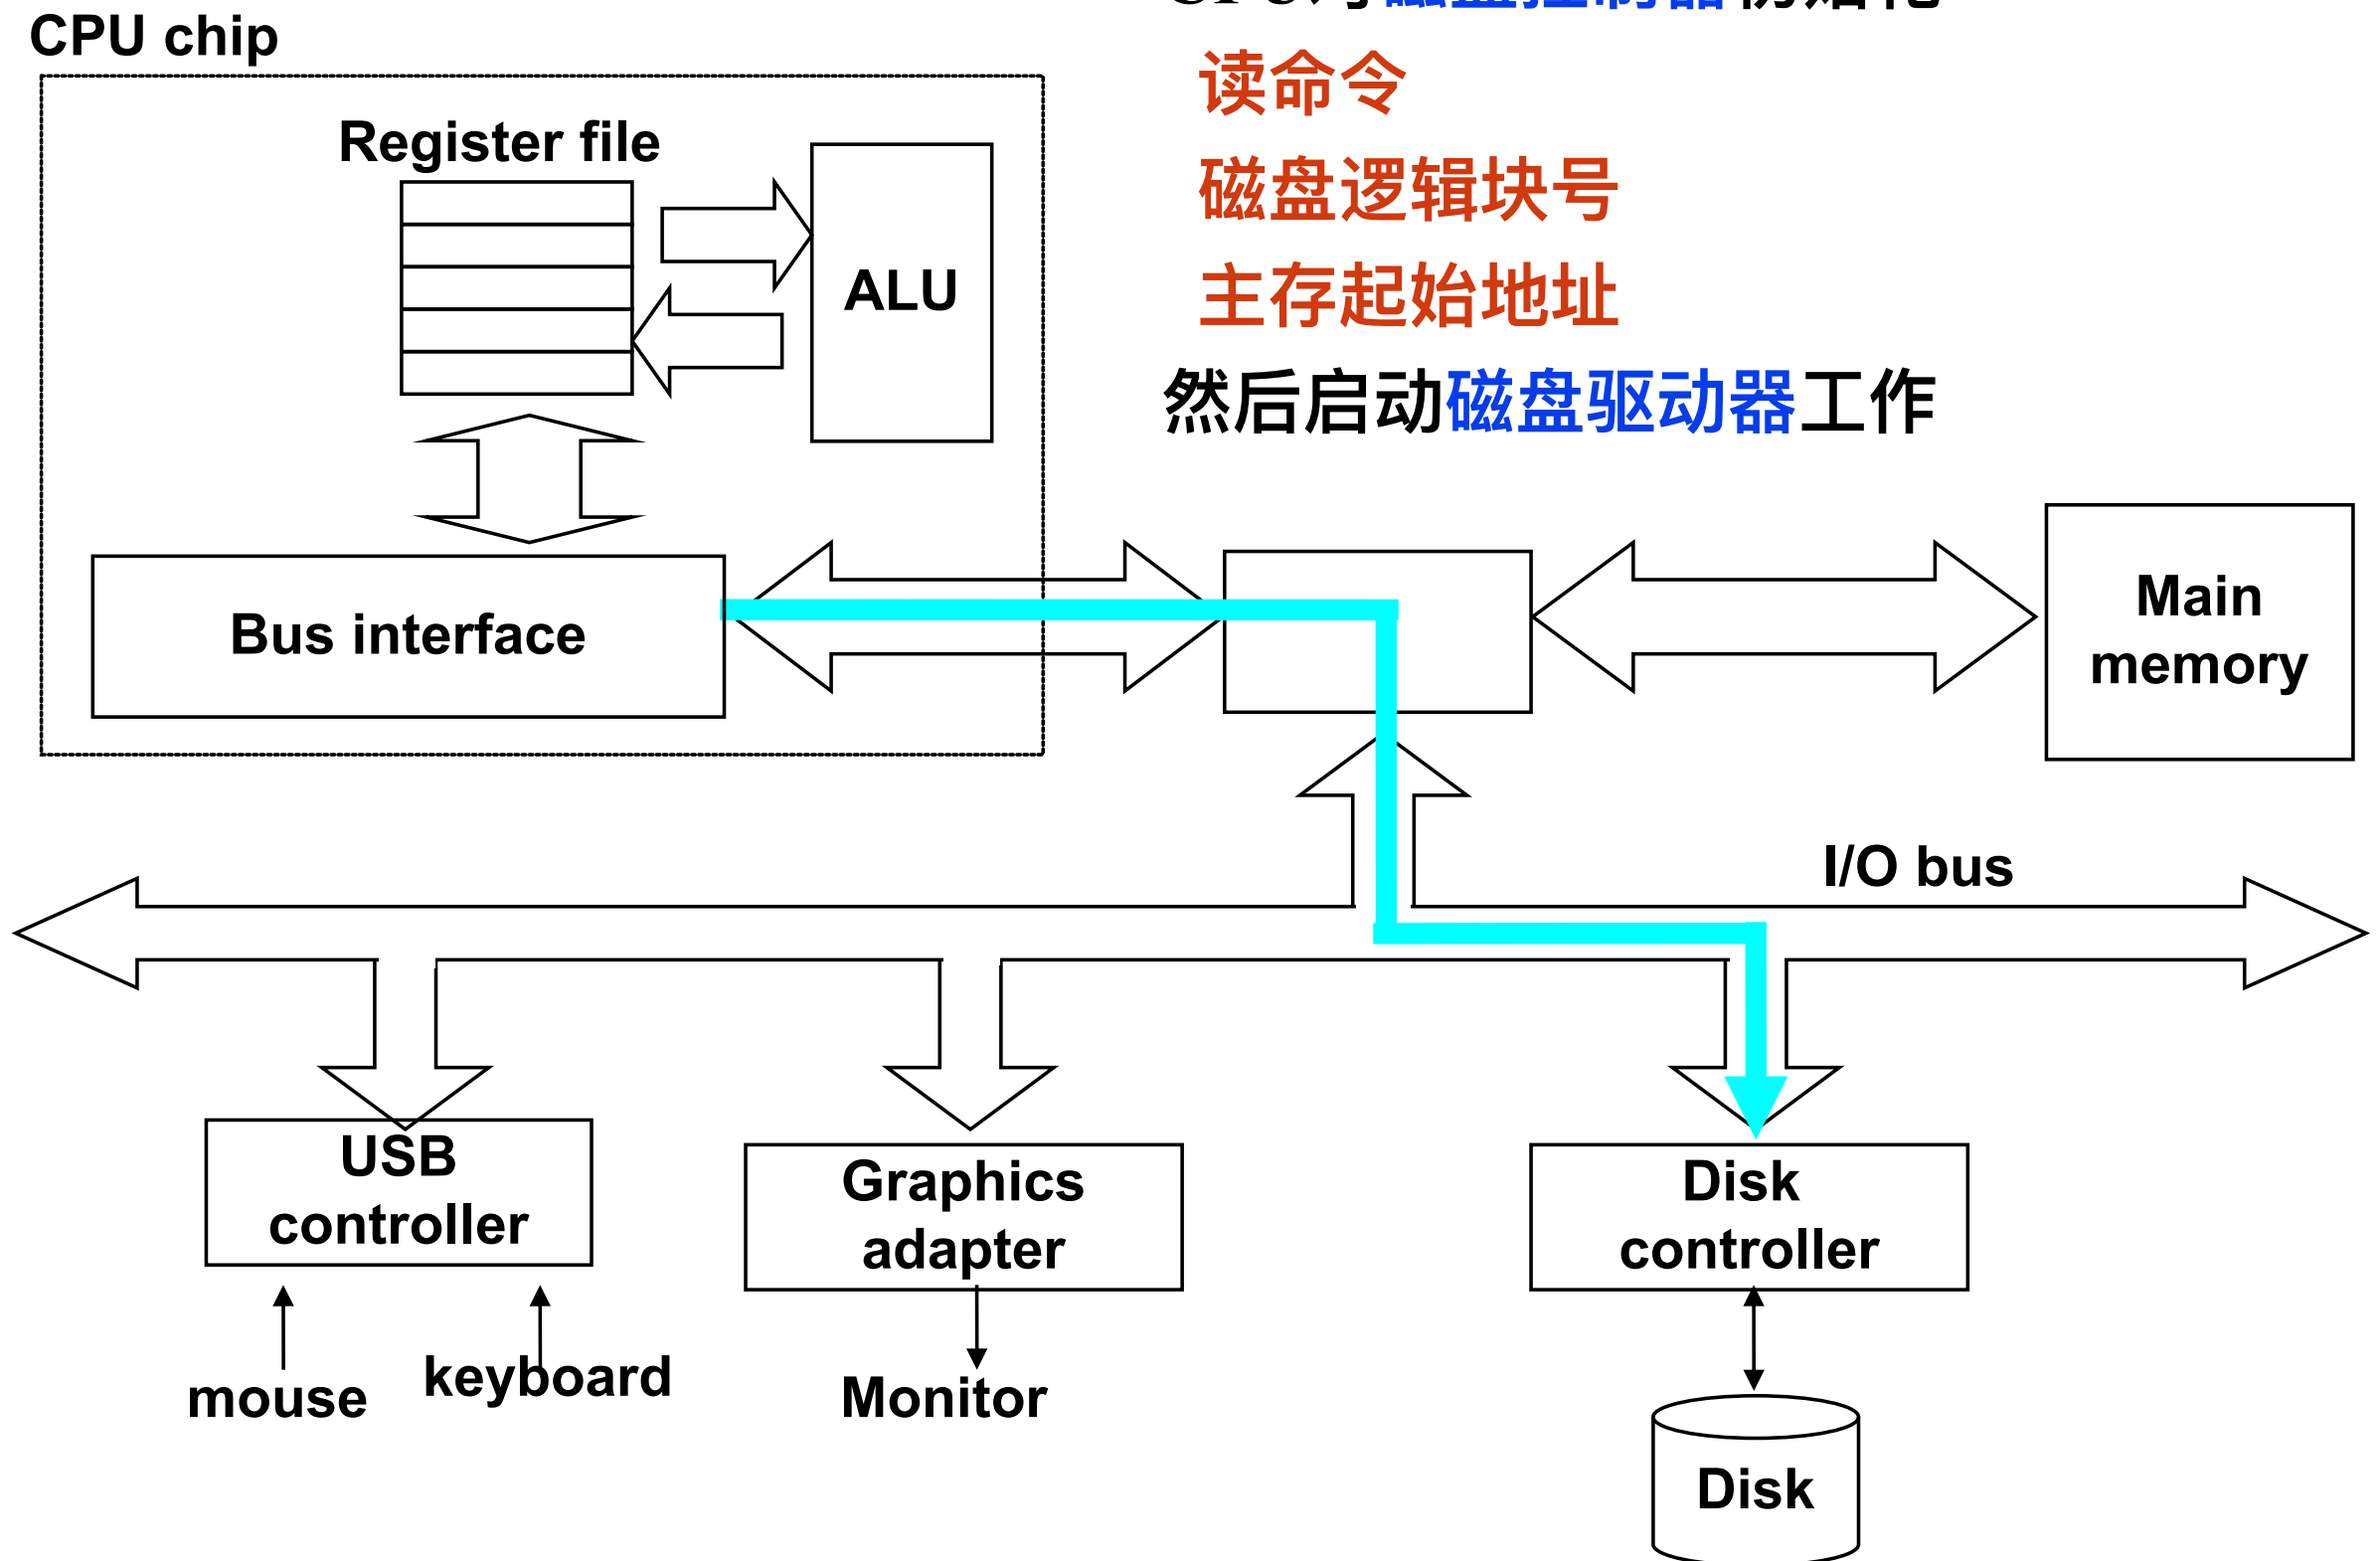 CPU chip
读命令
Register file
磁盘逻辑块号
ALU
主存起始地址
然后启动磁盘驱动器工作
Bus interface
Main
memory
I/O bus
USB
controller
Graphics
adapter
Disk
controller
mouse
keyboard
Monitor
Disk